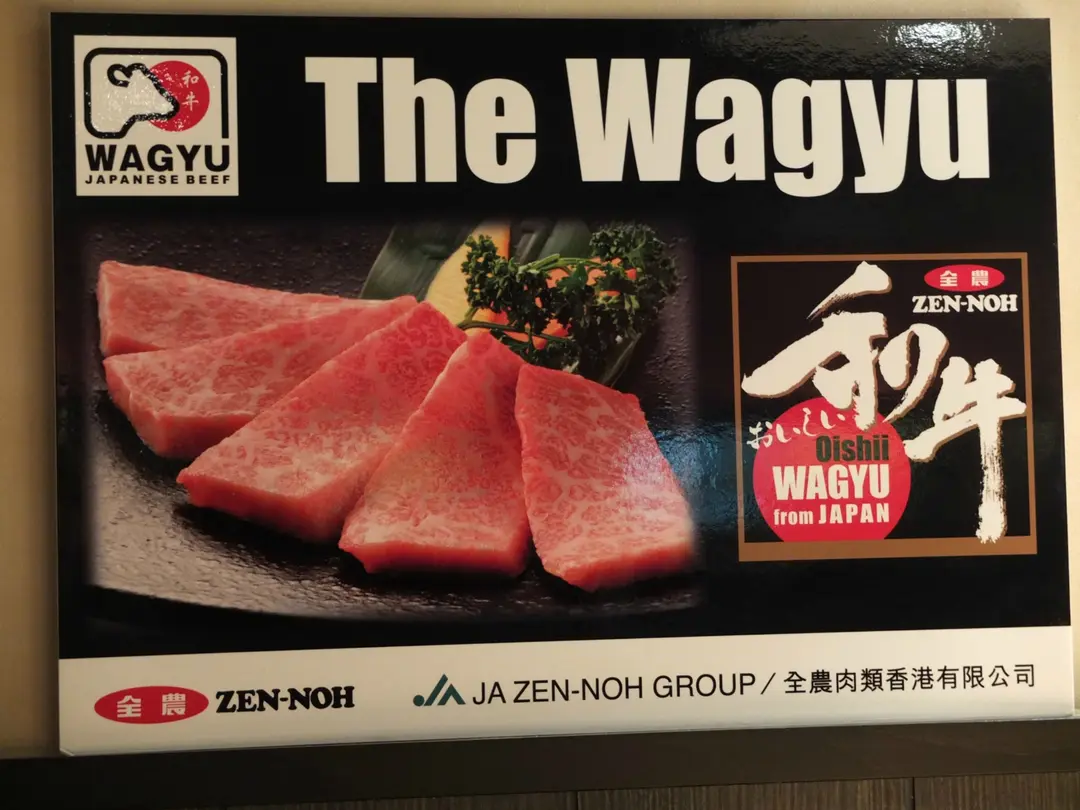 和牛
WAGYU
JAPANESE BEEF
The Wagyu
全農
ZEN-NOH
和牛
おいしい
Oishii
WAGYU
from JAPAN
全農 ZEN-NOH
JA ZEN-NOH GROUP / 全農肉類香港有限公司